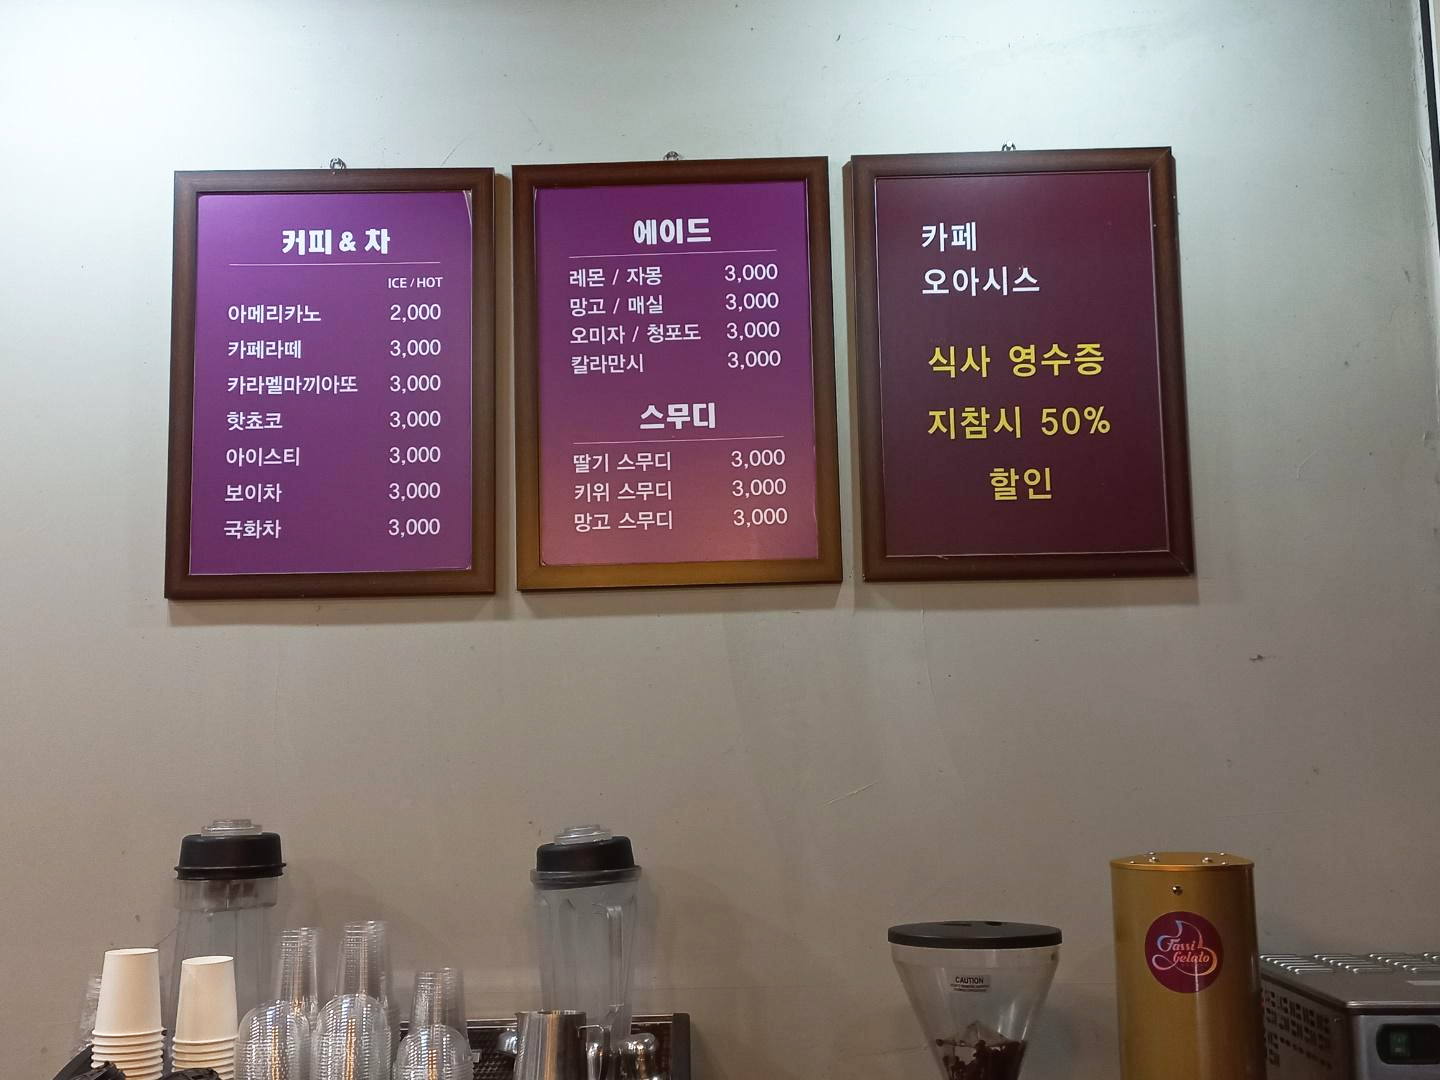 커피 & 차
ICE / HOT
아메리카노 2,000
카페라떼 3,000
카라멜마끼아또 3,000
핫쵸코 3,000
아이스티 3,000
보이차 3,000
국화차 3,000
에이드
레몬 / 자몽 3,000
망고 / 매실 3,000
오미자 / 청포도 3,000
칼라만시 3,000
스무디
딸기 스무디 3,000
키위 스무디 3,000
망고 스무디 3,000
카페
오아시스
식사 영수증
지참시 50%
할인
CAUTION
Fassi
Gelato